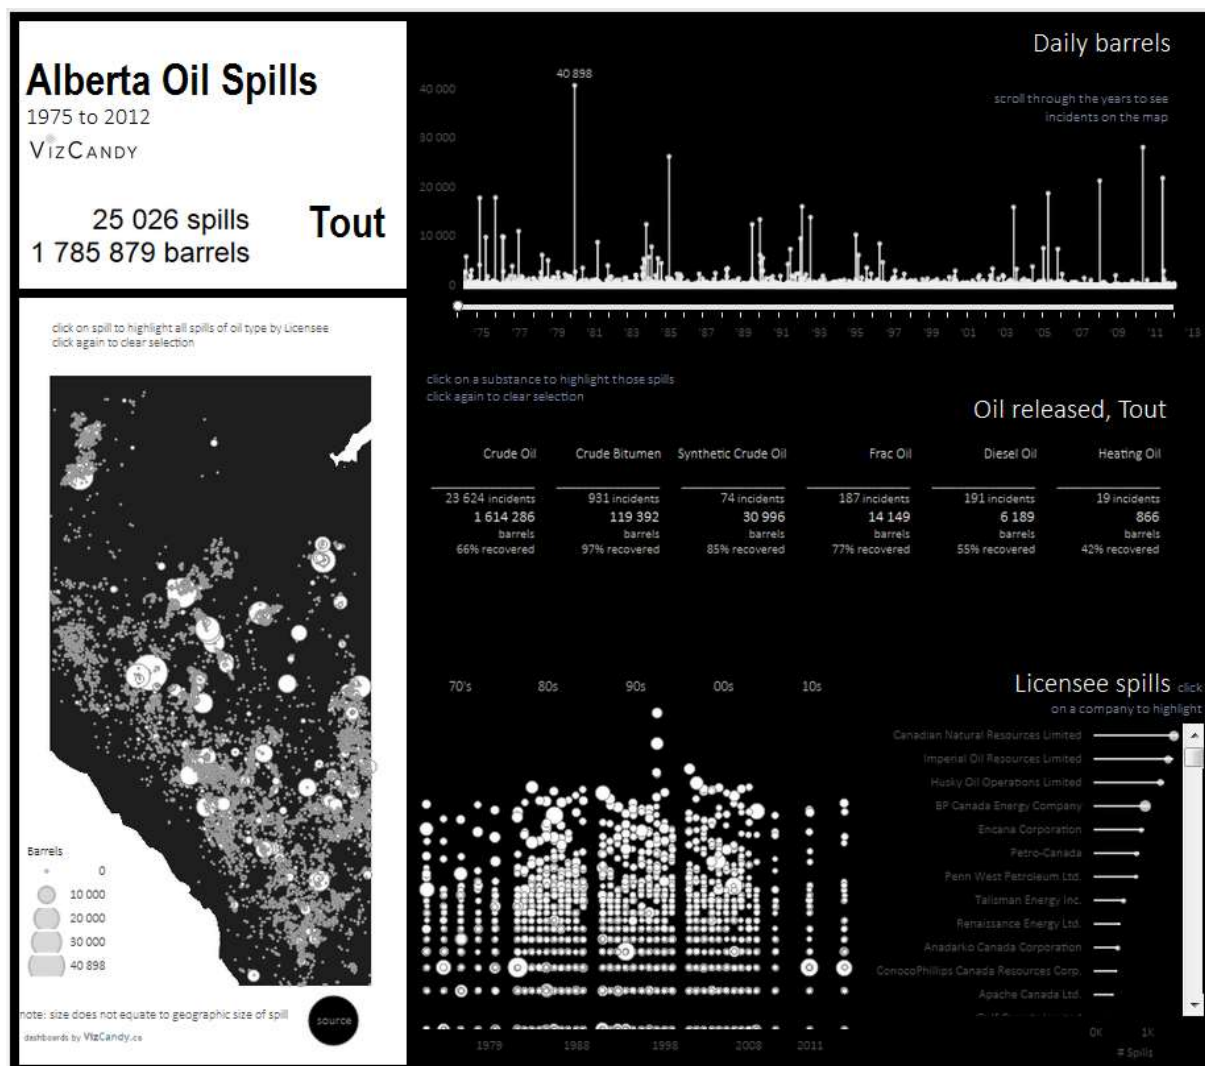 Alberta Oil Spills
1975 to 2012
VIZCANDY
25 026 spills
1 785 879 barrels
Tout
Daily barrels
scroll through the years to see
incidents on the map
40 898
40 000
30 000
20 000
10 000
0
'75 '77 '79 '81 '83 '85 '87 '89 '91 '93 '95 '97 '99 '01 '03 '05 '07 '09 '11 '13
click on spill to highlight all spills of oil type by Licensee
click again to clear selection
Barrels
0
10 000
20 000
30 000
40 898
note: size does not equate to geographic size of spill
dashboards by VizCandy.ca
source
click on a substance to highlight those spills
click again to clear selection
Oil released, Tout
Crude Oil Crude Bitumen Synthetic Crude Oil Frac Oil Diesel Oil Heating Oil
23 624 incidents 931 incidents 74 incidents 187 incidents 191 incidents 19 incidents
1 614 286 119 392 30 996 14 149 6 189 866
barrels barrels barrels barrels barrels barrels
66% recovered 97% recovered 85% recovered 77% recovered 55% recovered 42% recovered
70's 80s 90s 00s 10s
1979 1988 1998 2008 2011
Licensee spills click
on a company to highlight
Canadian Natural Resources Limited
Imperial Oil Resources Limited
Husky Oil Operations Limited
BP Canada Energy Company
Encana Corporation
Petro-Canada
Penn West Petroleum Ltd.
Talisman Energy Inc.
Renaissance Energy Ltd.
Anadarko Canada Corporation
ConocoPhillips Canada Resources Corp.
Apache Canada Ltd.
0K 1K
# Spills